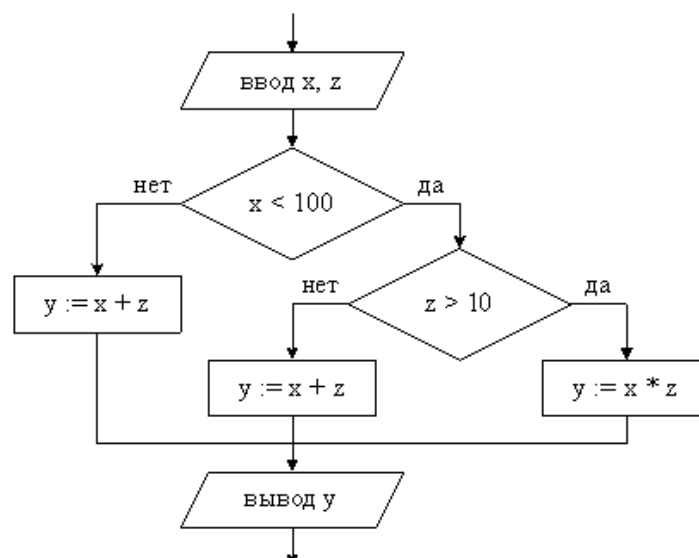 ввод x, z
нет
да
x < 100
y := x + z
нет
да
z > 10
y := x + z
y := x * z
вывод y